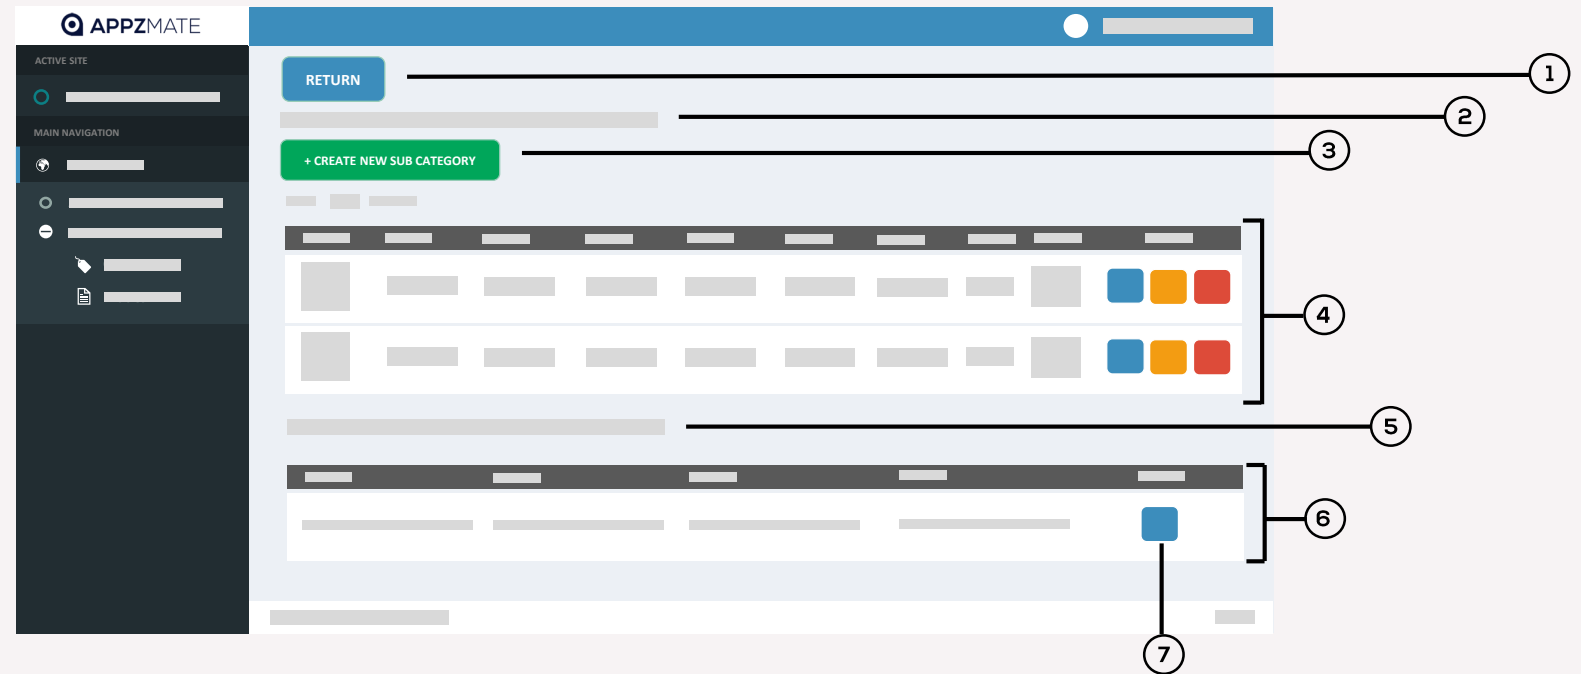 APPZMATE
ACTIVE SITE
MAIN NAVIGATION
RETURN
+ CREATE NEW SUB CATEGORY
1
2
3
4
5
6
7